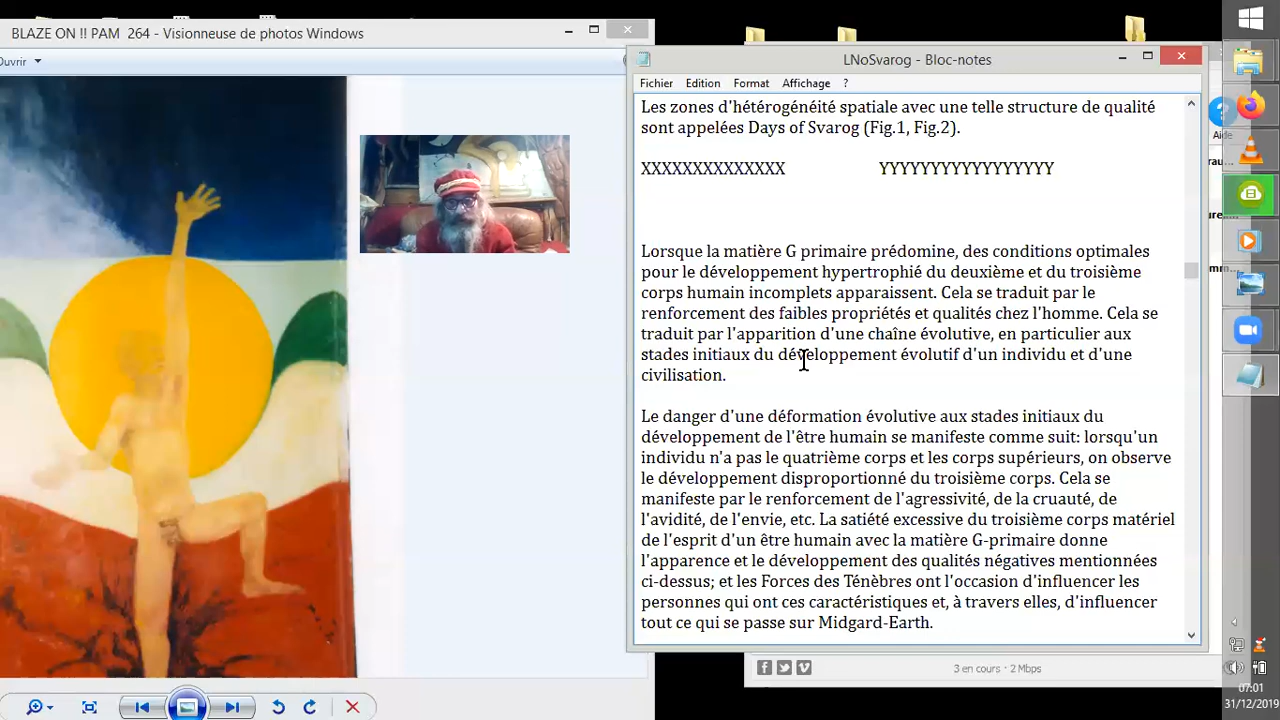 BLAZE ON !! PAM  264 - Visionneuse de photos Windows
LNoSvarog - Bloc-notes
Fichier Edition Format Affichage ?
Les zones d'hétérogénéité spatiale avec une telle structure de qualité
sont appelées Days of Svarog (Fig.1, Fig.2).
XXXXXXXXXXXXXX YYYYYYYYYYYYYYYYY
Lorsque la matière G primaire prédomine, des conditions optimales
pour le développement hypertrophié du deuxième et du troisième
corps humain incomplets apparaissent. Cela se traduit par le
renforcement des faibles propriétés et qualités chez l'homme. Cela se
traduit par l'apparition d'une chaîne évolutive, en particulier aux
stades initiaux du développement évolutif d'un individu et d'une
civilisation.
Le danger d'une déformation évolutive aux stades initiaux du
développement de l'être humain se manifeste comme suit: lorsqu'un
individu n'a pas le quatrième corps et les corps supérieurs, on observe
le développement disproportionné du troisième corps. Cela se
manifeste par le renforcement de l'agressivité, de la cruauté, de
l'avidité, de l'envie, etc. La satiété excessive du troisième corps matériel
de l'esprit d'un être humain avec la matière G-primaire donne
l'apparence et le développement des qualités négatives mentionnées
ci-dessus; et les Forces des Ténèbres ont l'occasion d'influencer les
personnes qui ont ces caractéristiques et, à travers elles, d'influencer
tout ce qui se passe sur Midgard-Earth.
3 en cours · 2 Mbps
Aide
07:01
31/12/2019